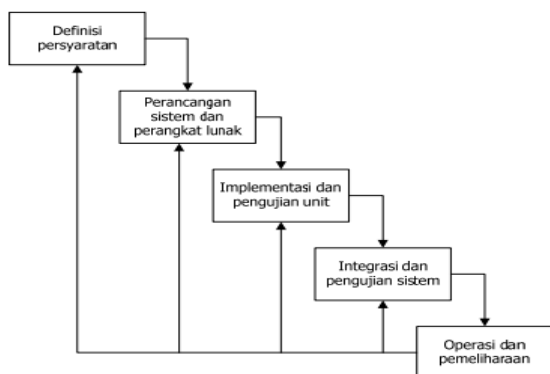 Definisi
persyaratan
Perancangan
sistem dan
perangkat lunak
Implementasi dan
pengujian unit
Integrasi dan
pengujian sistem
Operasi dan
pemeliharaan